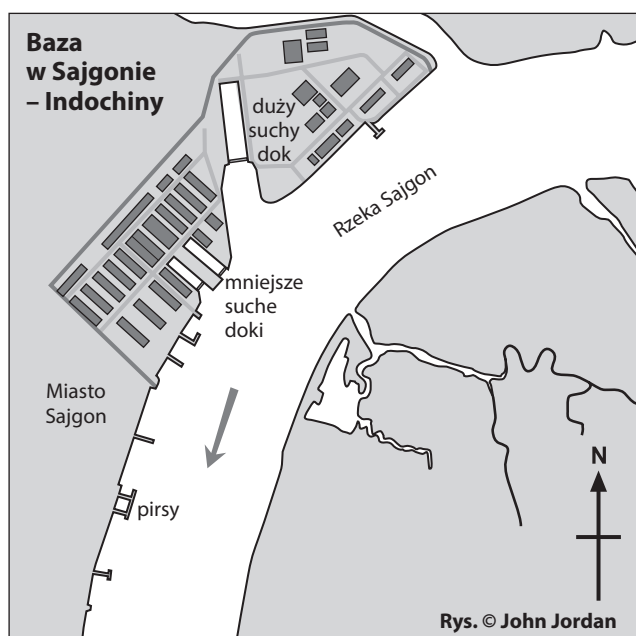 Baza
w Sajgonie
– Indochiny
duży
suchy
dok
Rzeka Sajgon
mniejsze
suche
doki
Miasto
Sajgon
pirsy
N
Rys. © John Jordan